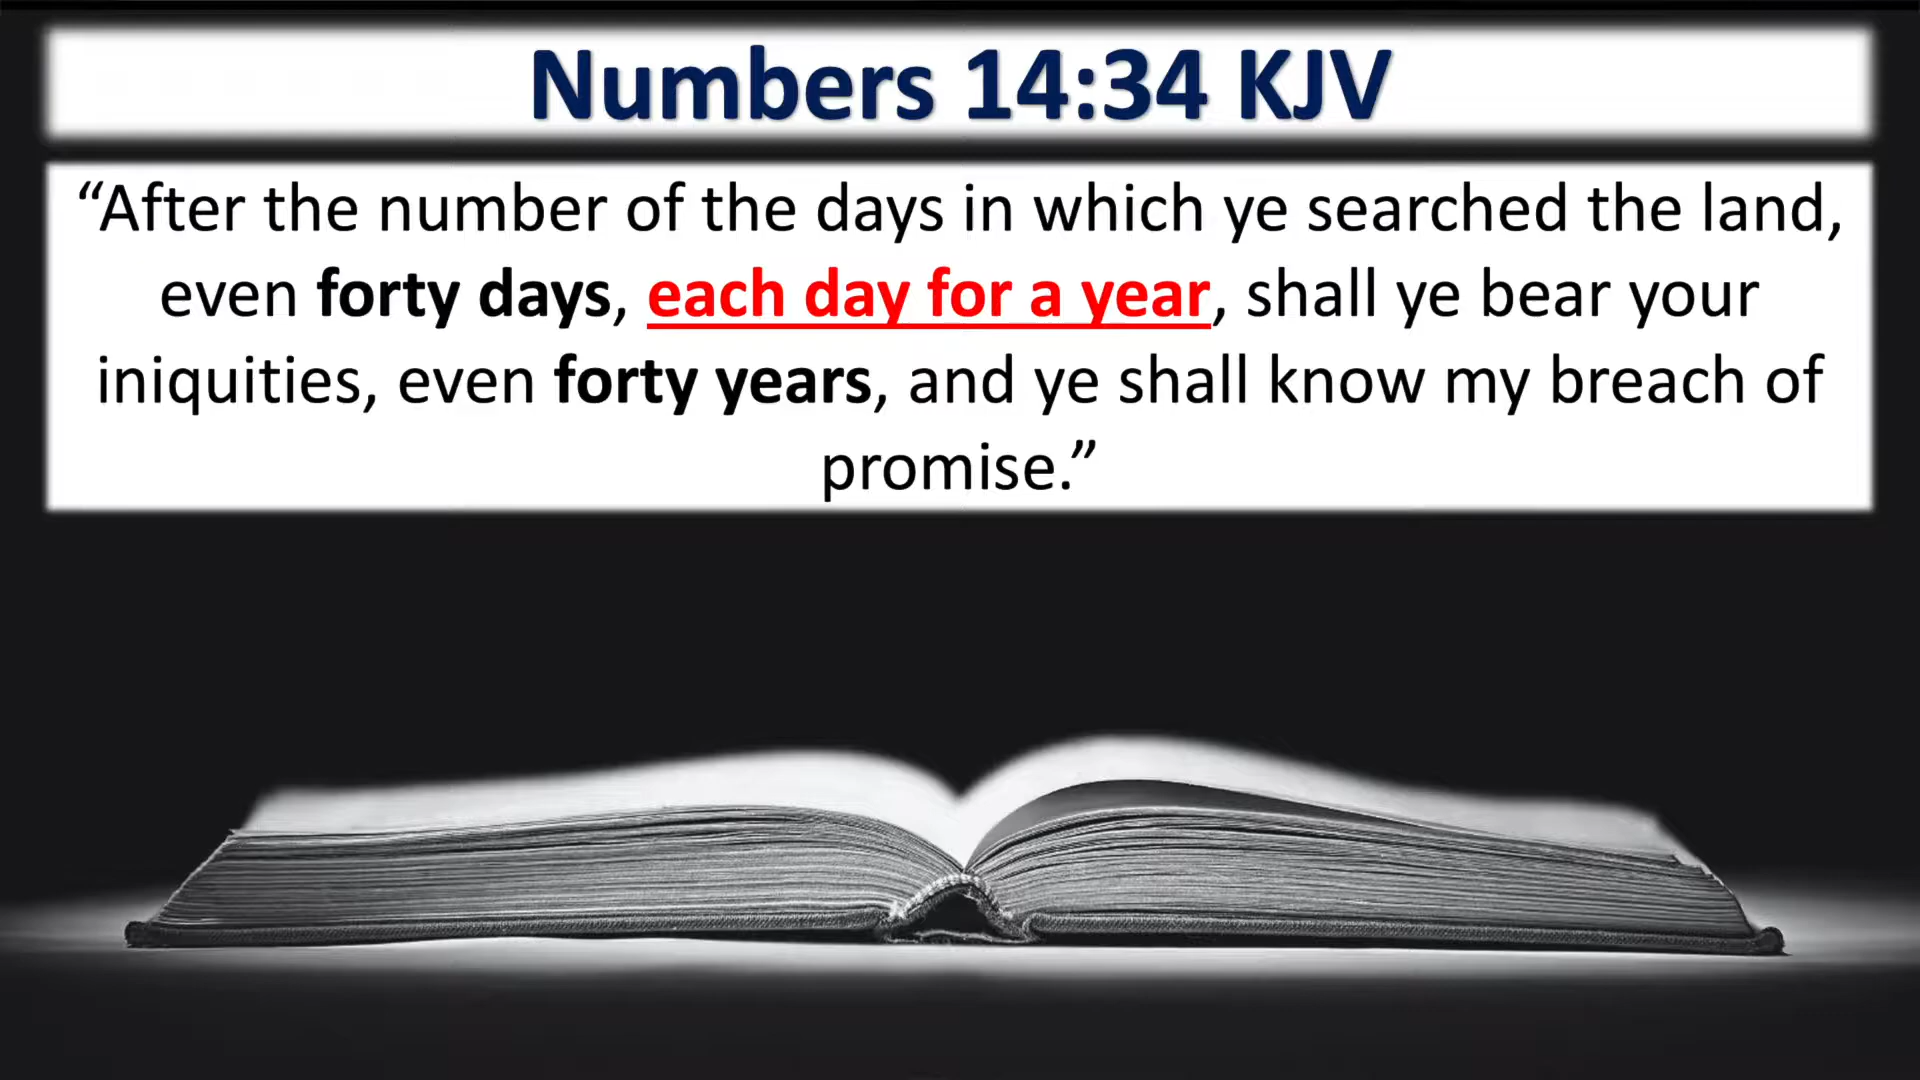 Numbers 14:34 KJV
“After the number of the days in which ye searched the land,
even forty days, each day for a year, shall ye bear your
iniquities, even forty years, and ye shall know my breach of
promise.”